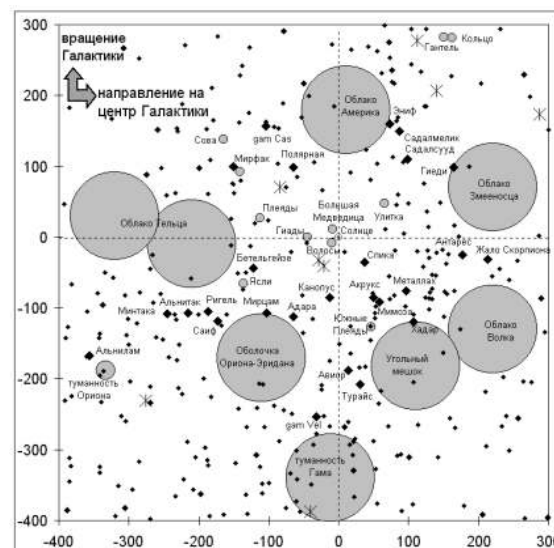 300
вращение
Галактики
направление на
центр Галактики
200
100
0
-100
-200
-300
-400
-400
-300
-200
-100
0
100
200
300
Гантель
Кольцо
Облако
Америка
Эниф
Садалмелик
Садалсууд
Гиеди
Облако
Змееносца
Сова
gam Cas
Мирфак
Полярная
Облако Тельца
Плеяды
Гиады
Большая
Медведица
Солнце
Волосы
Улитка
Бетельгейзе
Канопус
Ясли
Спика
Антарес
Жало Скорпиона
Минтака
Альнитак
Ригель
Саиф
Мирцам
Адара
Акрукс
Металлах
Мимоза
Южные
Плеяды
Хадар
Облако
Волка
Альнилам
туманность
Ориона
Оболочка
Ориона-Эридана
Угольный
мешок
Авиор
Турайс
gam Vel
туманность
Гама